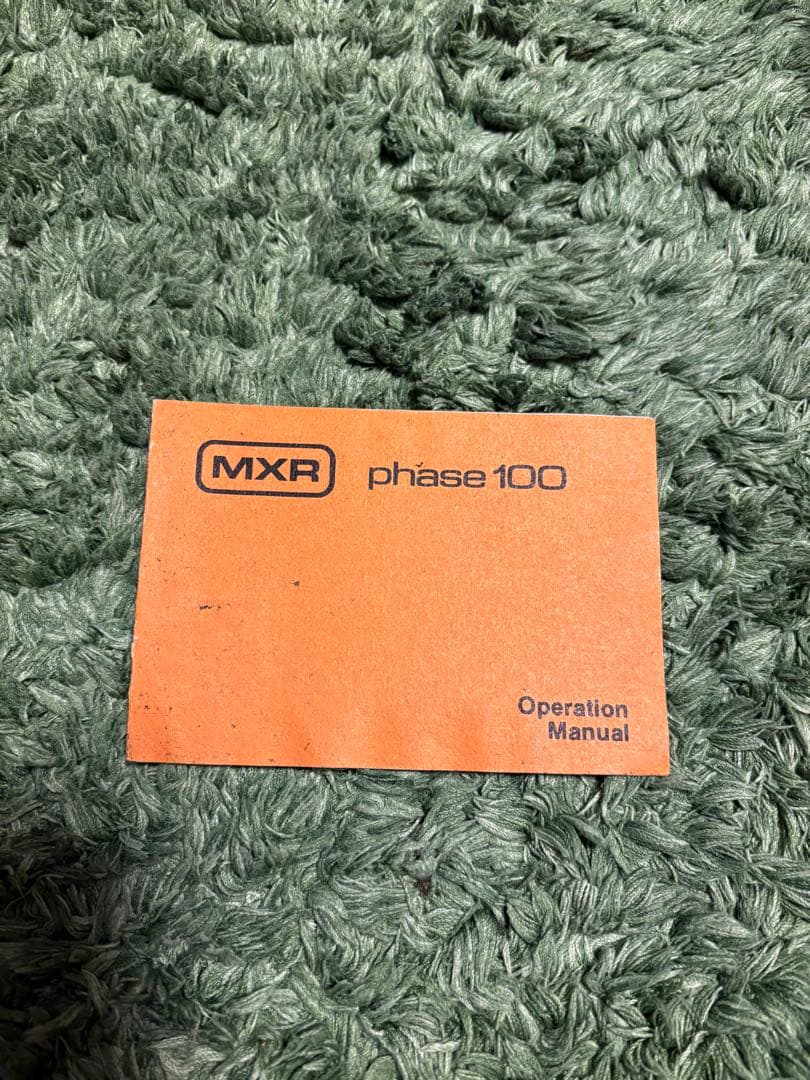 MXR phase 100
Operation
Manual